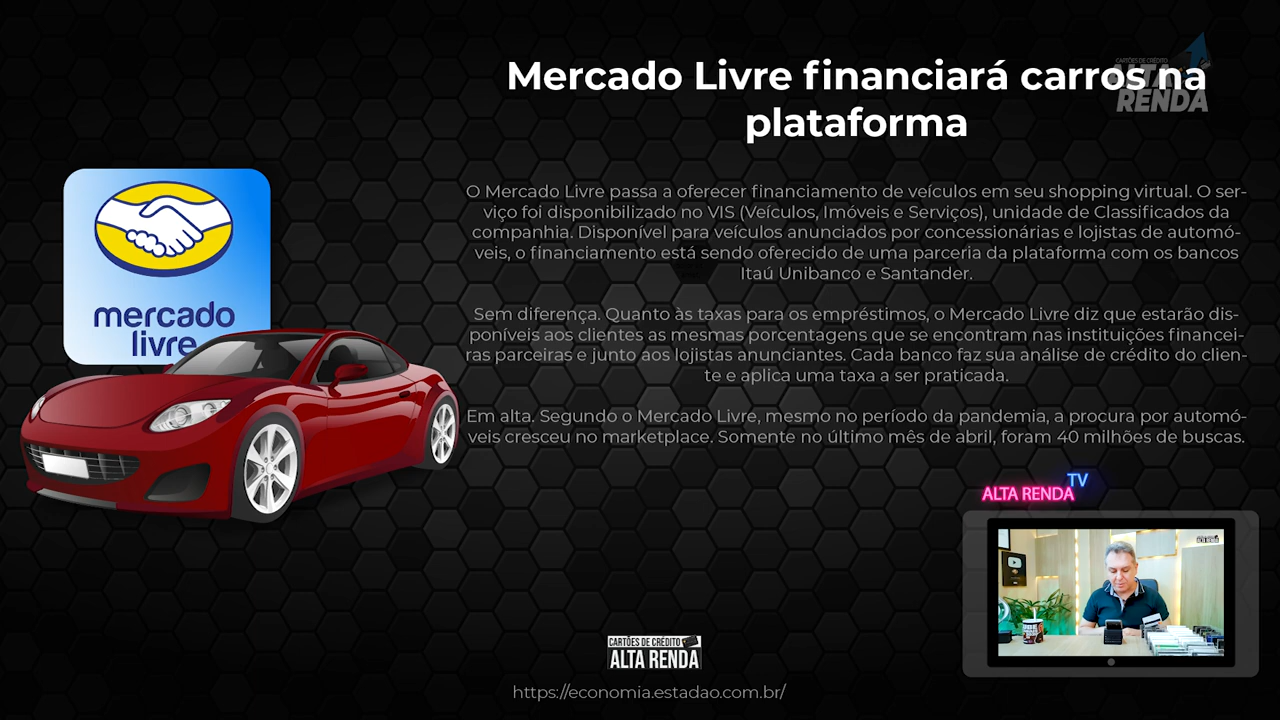 CARTÕES DE CRÉDITO
ALTA
RENDA
Mercado Livre financiará carros na
plataforma
O Mercado Livre passa a oferecer financiamento de veículos em seu shopping virtual. O ser-
viço foi disponibilizado no VIS (Veículos, Imóveis e Serviços), unidade de Classificados da
companhia. Disponível para veículos anunciados por concessionárias e lojistas de automó-
veis, o financiamento está sendo oferecido de uma parceria da plataforma com os bancos
Itaú Unibanco e Santander.
Sem diferença. Quanto às taxas para os empréstimos, o Mercado Livre diz que estarão dis-
poníveis aos clientes as mesmas porcentagens que se encontram nas instituições financei-
ras parceiras e junto aos lojistas anunciantes. Cada banco faz sua análise de crédito do clien-
te e aplica uma taxa a ser praticada.
Em alta. Segundo o Mercado Livre, mesmo no período da pandemia, a procura por automó-
veis cresceu no marketplace. Somente no último mês de abril, foram 40 milhões de buscas.
mercado
livre
ALTA RENDA TV
CARTÕES DE CRÉDITO
ALTA RENDA
https://economia.estadao.com.br/